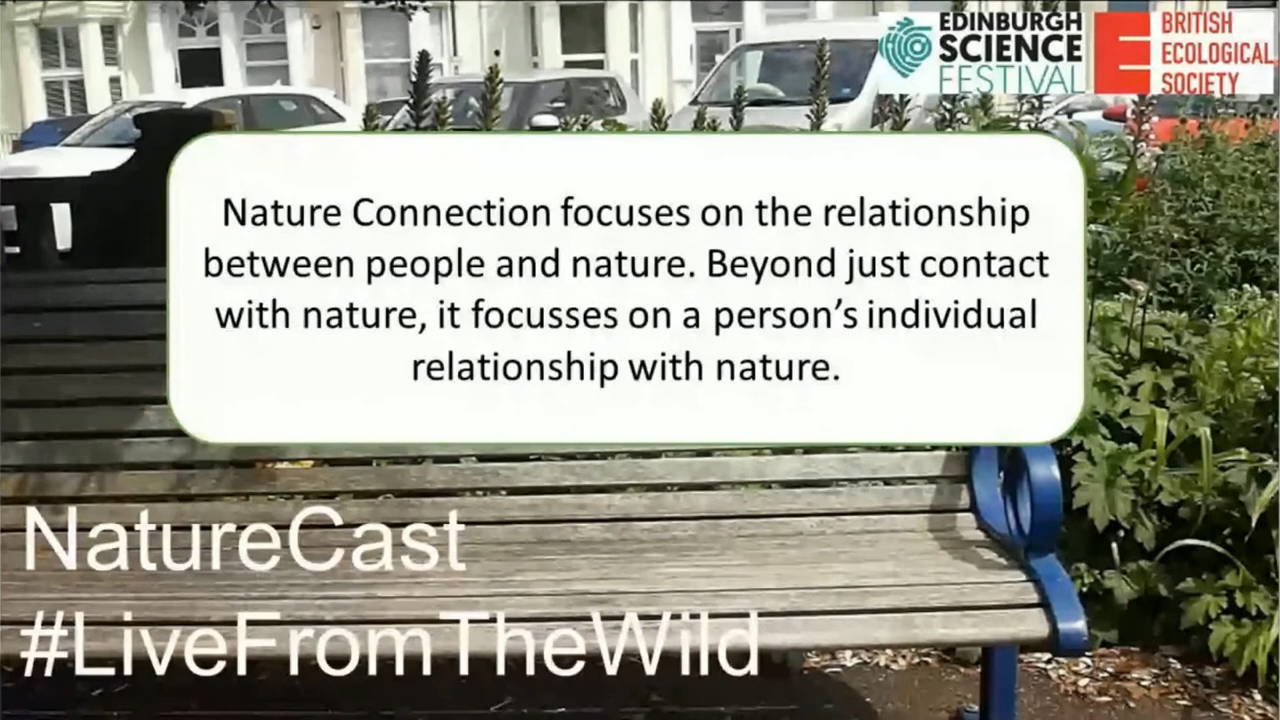 EDINBURGH
SCIENCE
FESTIVAL
BRITISH
ECOLOGICAL
SOCIETY
Nature Connection focuses on the relationship
between people and nature. Beyond just contact
with nature, it focusses on a person’s individual
relationship with nature.
NatureCast
#LiveFromTheWild